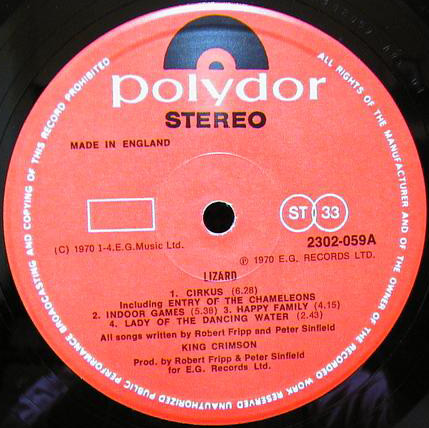 polydor
STEREO
MADE IN ENGLAND
ST 33
2302-059A
(C) 1970 1-4.E.G.Music Ltd.
℗ 1970 E.G. RECORDS LTD.
LIZARD
1. CIRKUS (6.28)
Including ENTRY OF THE CHAMELEONS
2. INDOOR GAMES (5.38) 3. HAPPY FAMILY (4.15)
4. LADY OF THE DANCING WATER (2.43)
All songs written by Robert Fripp and Peter Sinfield
KING CRIMSON
Prod. by Robert Fripp & Peter Sinfield
for E.G. Records Ltd.
ALL RIGHTS OF THE MANUFACTURER AND OF THE OWNER OF THE RECORDED WORK RESERVED UNAUTHORIZED PUBLIC PERFORMANCE BROADCASTING AND COPYING OF THIS RECORD PROHIBITED